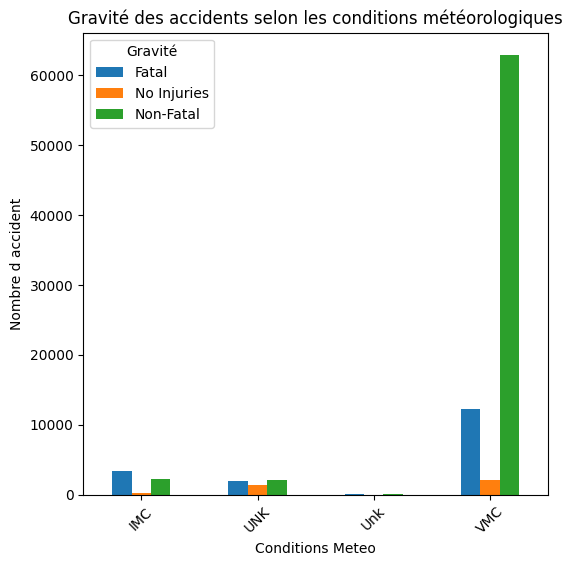 Gravité des accidents selon les conditions météorologiques
Gravité
Fatal
No Injuries
Non-Fatal
60000
50000
40000
30000
20000
10000
0
Nombre d accident
IMC
UNK
Unk
VMC
Conditions Meteo